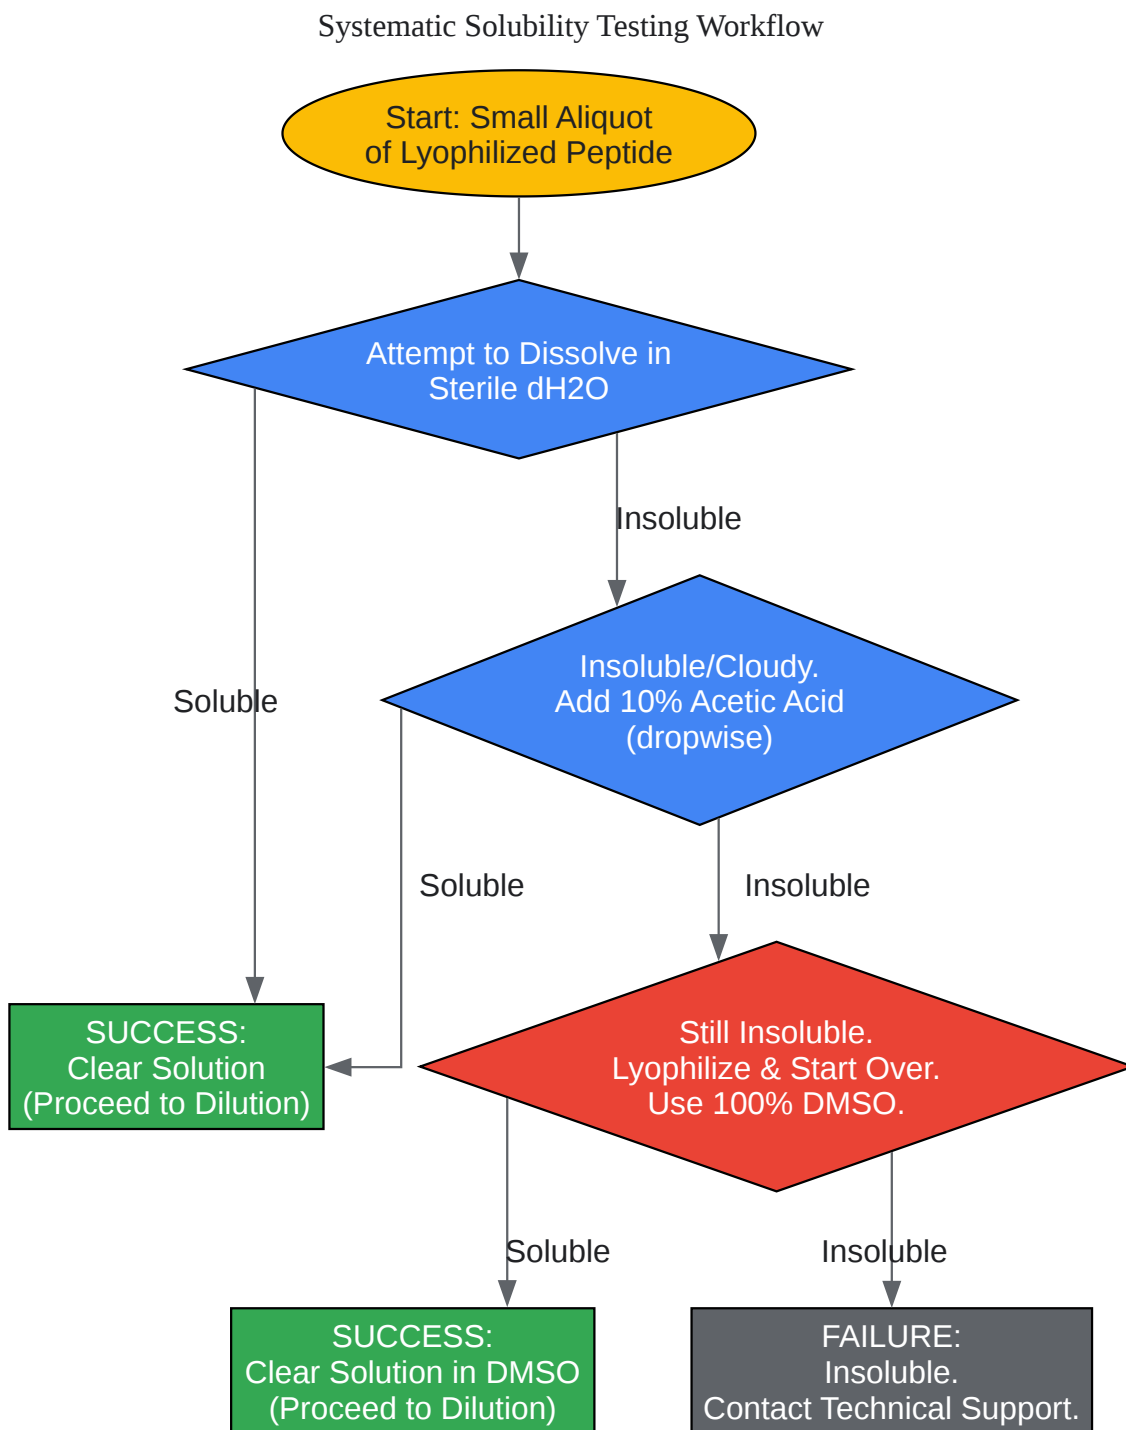 Systematic Solubility Testing Workflow
Start: Small Aliquot
of Lyophilized Peptide
Attempt to Dissolve in
Sterile dH2O
Insoluble
Insoluble/Cloudy.
Add 10% Acetic Acid
(dropwise)
Soluble
Soluble
Insoluble
SUCCESS:
Clear Solution
(Proceed to Dilution)
Still Insoluble.
Lyophilize & Start Over.
Use 100% DMSO.
Soluble
Insoluble
SUCCESS:
Clear Solution in DMSO
(Proceed to Dilution)
FAILURE:
Insoluble.
Contact Technical Support.